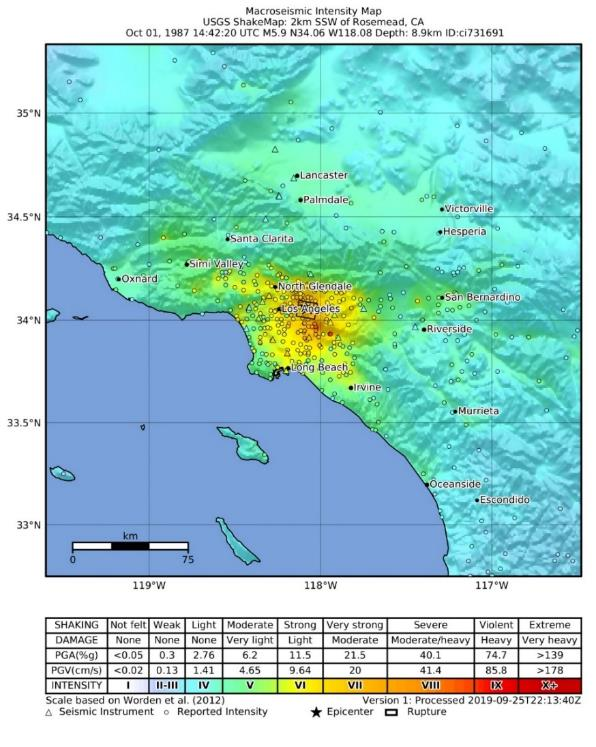 Macroseismic Intensity Map
USGS ShakeMap: 2km SSW of Rosemead, CA
Oct 01, 1987 14:42:20 UTC M5.9 N34.06 W118.08 Depth: 8.9km ID:ci731691
35°N
Lancaster
Palmdale
34.5°N
Victorville
Hesperia
Santa Clarita
Simi Valley
Oxnard
North Glendale
San Bernardino
34°N
Los Angeles
Riverside
Long Beach
Irvine
33.5°N
Murrieta
Oceanside
Escondido
33°N
km
0 75
119°W 118°W 117°W
SHAKING Not felt Weak Light Moderate Strong Very strong Severe Violent Extreme
DAMAGE None None None Very light Light Moderate Moderate/heavy Heavy Very heavy
PGA(%g) <0.05 0.3 2.76 6.2 11.5 21.5 40.1 74.7 >139
PGV(cm/s) <0.02 0.13 1.41 4.65 9.64 20 41.4 85.8 >178
INTENSITY I II-III IV V VI VII VIII IX X+
Scale based on Worden et al. (2012) Version 1: Processed 2019-09-25T22:13:40Z
△ Seismic Instrument ○ Reported Intensity ★ Epicenter ▭ Rupture